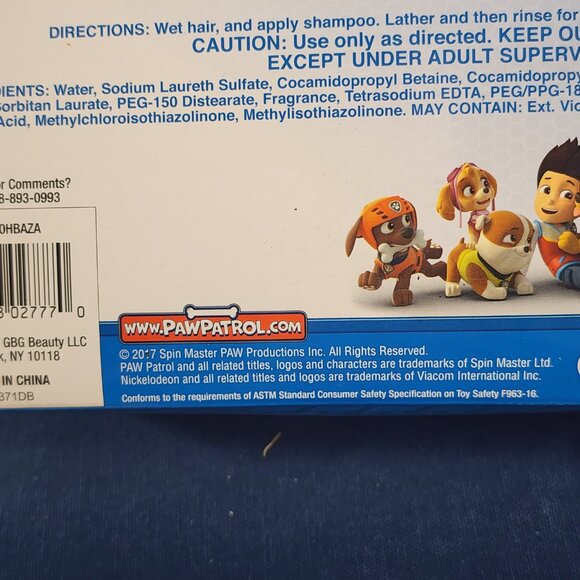 DIRECTIONS: Wet hair, and apply shampoo. Lather and then rinse for
CAUTION: Use only as directed. KEEP OU
EXCEPT UNDER ADULT SUPERV
DIENTS: Water, Sodium Laureth Sulfate, Cocamidopropyl Betaine, Cocamidopropy
Sorbitan Laurate, PEG-150 Distearate, Fragrance, Tetrasodium EDTA, PEG/PPG-18
Acid, Methylchloroisothiazolinone, Methylisothiazolinone. MAY CONTAIN: Ext. Vio
or Comments?
8-893-0993
0HBAZA
02777 0
GBG Beauty LLC
k, NY 10118
IN CHINA
371DB
WWW.PAWPATROL.COM
© 2017 Spin Master PAW Productions Inc. All Rights Reserved.
PAW Patrol and all related titles, logos and characters are trademarks of Spin Master Ltd.
Nickelodeon and all related titles and logos are trademarks of Viacom International Inc.
Conforms to the requirements of ASTM Standard Consumer Safety Specification on Toy Safety F963-16.